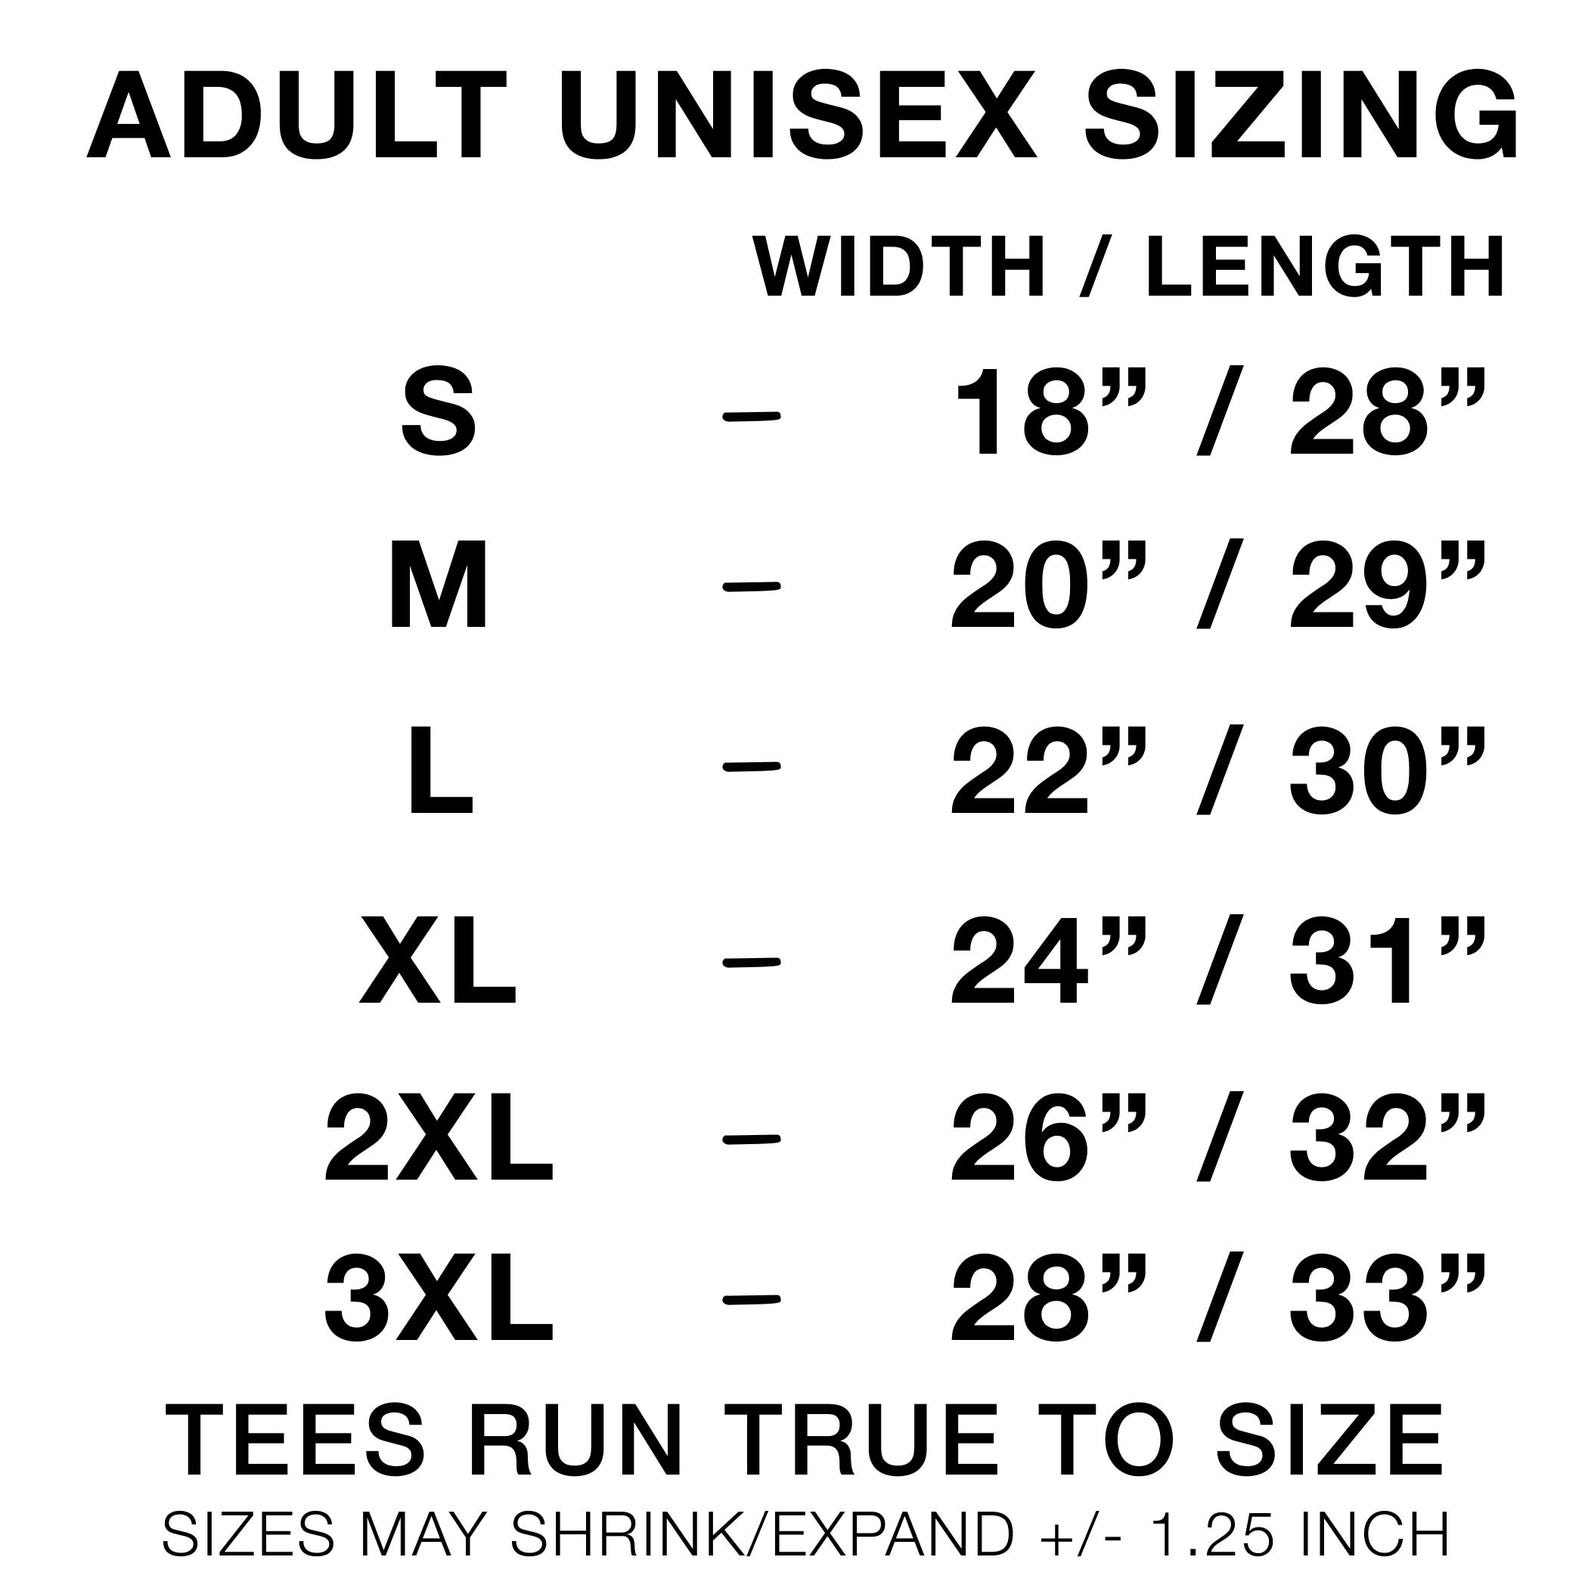 ADULT UNISEX SIZING
WIDTH / LENGTH
S – 18” / 28”
M – 20” / 29”
L – 22” / 30”
XL – 24” / 31”
2XL – 26” / 32”
3XL – 28” / 33”
TEES RUN TRUE TO SIZE
SIZES MAY SHRINK/EXPAND +/- 1.25 INCH